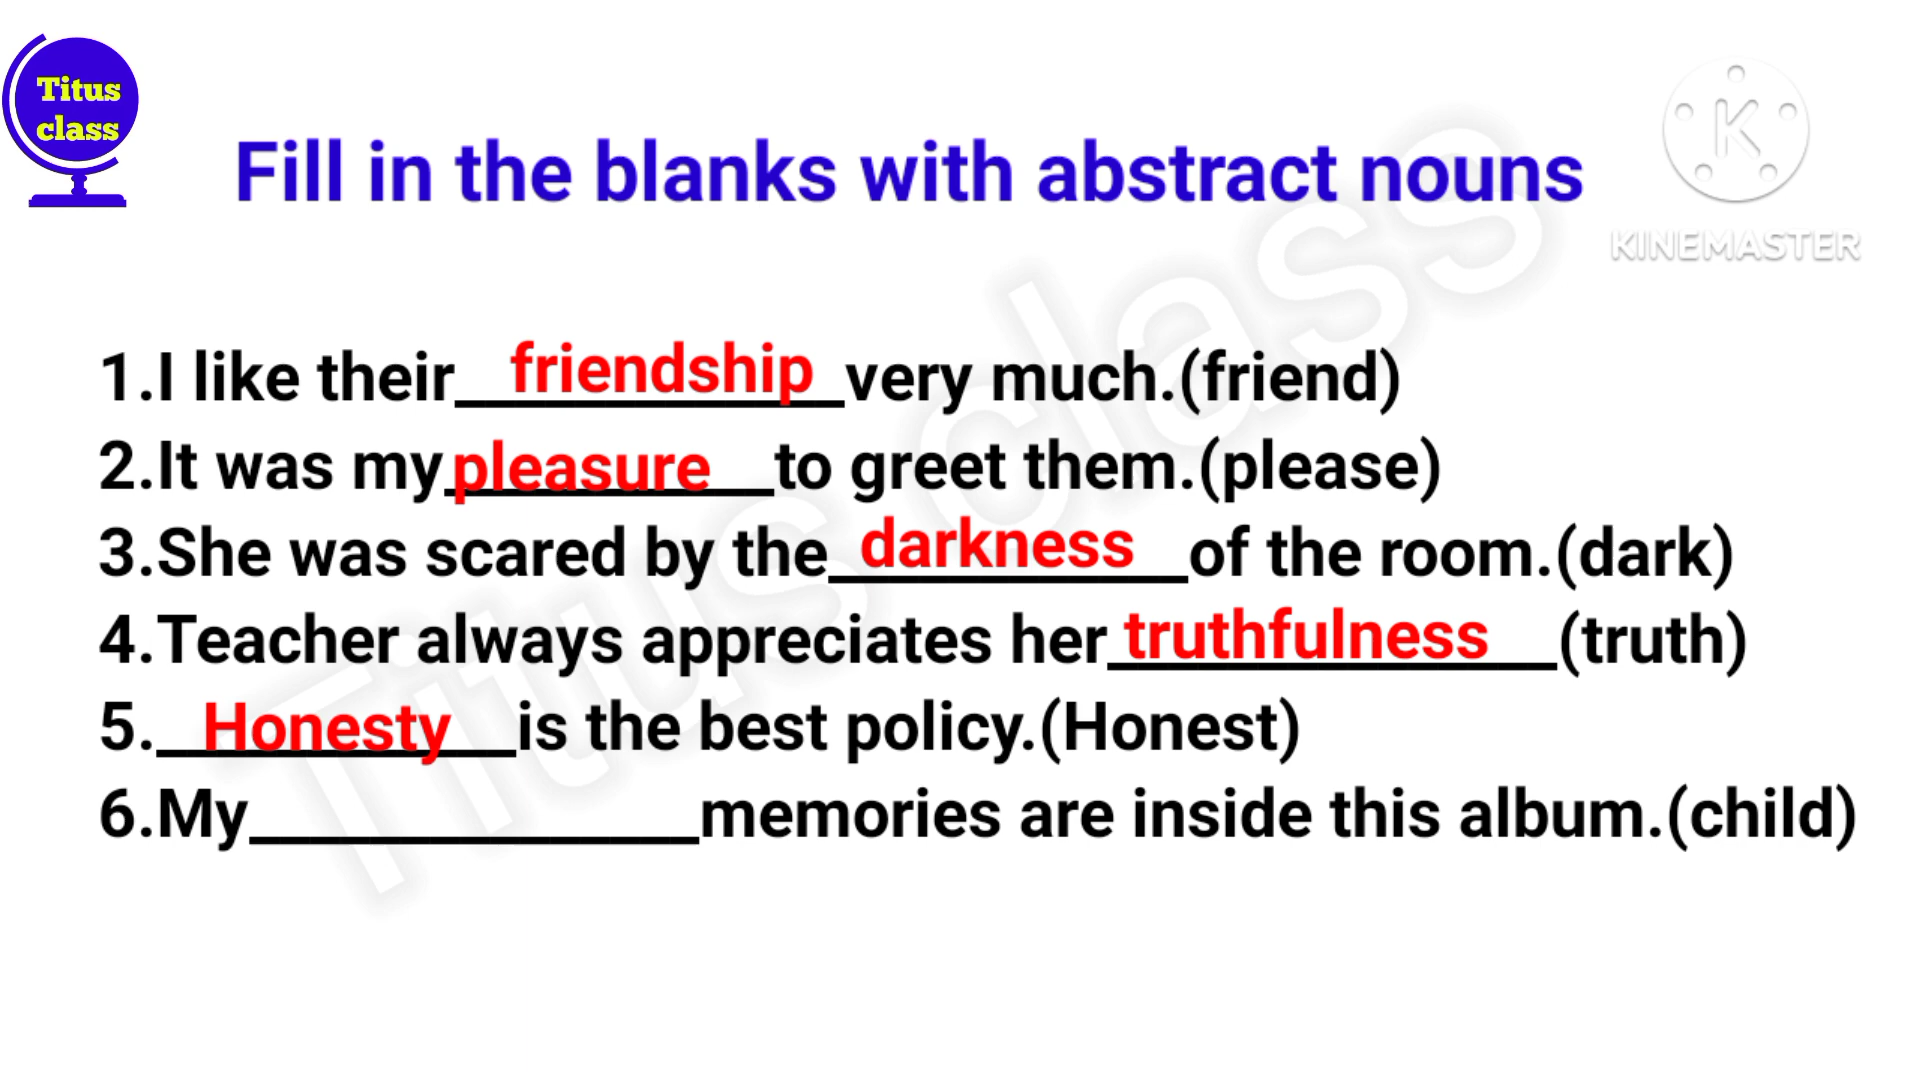 Titus
class
Fill in the blanks with abstract nouns
K
KINEMASTER
1.I like their friendship very much.(friend)
2.It was my pleasure to greet them.(please)
3.She was scared by the darkness of the room.(dark)
4.Teacher always appreciates her truthfulness (truth)
5. Honesty is the best policy.(Honest)
6.My_______________memories are inside this album.(child)
Titus class